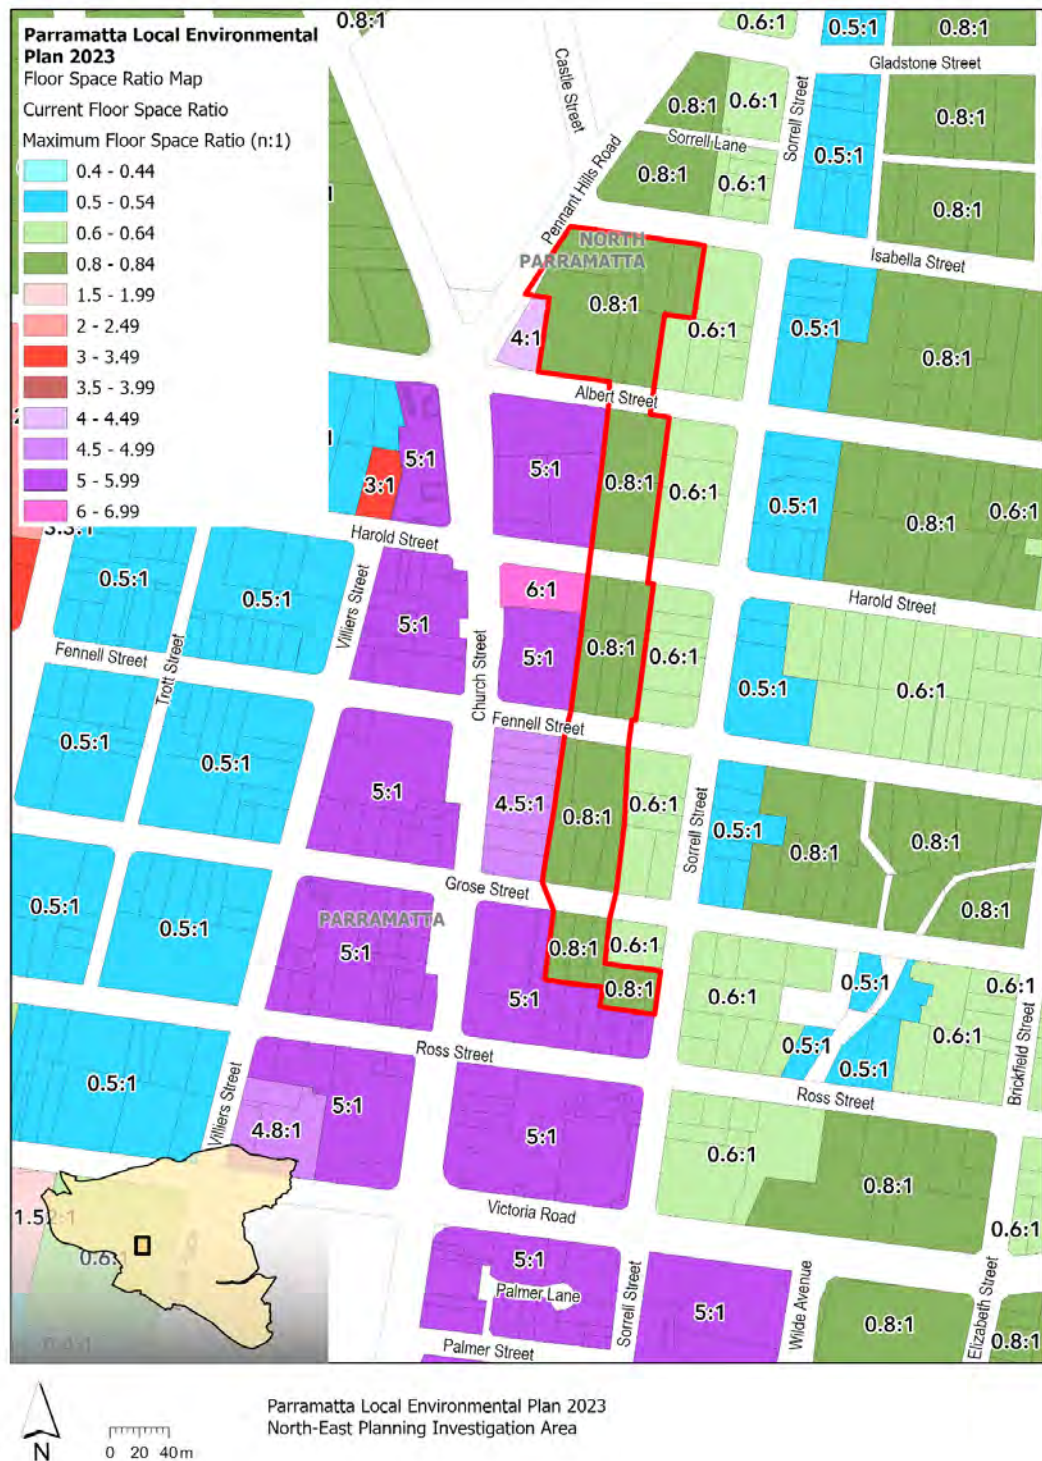 Parramatta Local Environmental
Plan 2023
Floor Space Ratio Map
Current Floor Space Ratio
Maximum Floor Space Ratio (n:1)
0.4 - 0.44
0.5 - 0.54
0.6 - 0.64
0.8 - 0.84
1.5 - 1.99
2 - 2.49
3 - 3.49
3.5 - 3.99
4 - 4.49
4.5 - 4.99
5 - 5.99
6 - 6.99
0.8:1
0.6:1
0.5:1
0.8:1
Gladstone Street
Castle Street
Pennant Hills Road
0.8:1
0.6:1
Sorrell Street
0.8:1
Sorrell Lane
0.5:1
0.8:1
0.6:1
0.8:1
NORTH
PARRAMATTA
Isabella Street
0.8:1
4:1
0.6:1
0.5:1
0.8:1
Albert Street
5:1
3:1
5:1
0.8:1
0.6:1
0.5:1
0.8:1
0.6:1
3.3:1
Harold Street
0.5:1
0.5:1
Villiers Street
5:1
6:1
Harold Street
Fennell Street
Trott Street
Church Street
5:1
0.8:1
0.6:1
0.5:1
0.6:1
Fennell Street
0.5:1
0.5:1
5:1
4.5:1
0.8:1
0.6:1
Sorrell Street
0.5:1
0.8:1
0.8:1
0.8:1
Grose Street
0.5:1
0.5:1
PARRAMATTA
5:1
0.8:1
0.6:1
5:1
0.8:1
0.6:1
0.5:1
0.6:1
0.5:1
0.5:1
Brickfield Street
Ross Street
Ross Street
0.5:1
Villiers Street
5:1
4.8:1
5:1
0.6:1
0.8:1
Victoria Road
0.6:1
5:1
Palmer Lane
Sorrell Street
5:1
Wilde Avenue
0.8:1
Elizabeth Street
0.8:1
Palmer Street
N
0 20 40m
Parramatta Local Environmental Plan 2023
North-East Planning Investigation Area